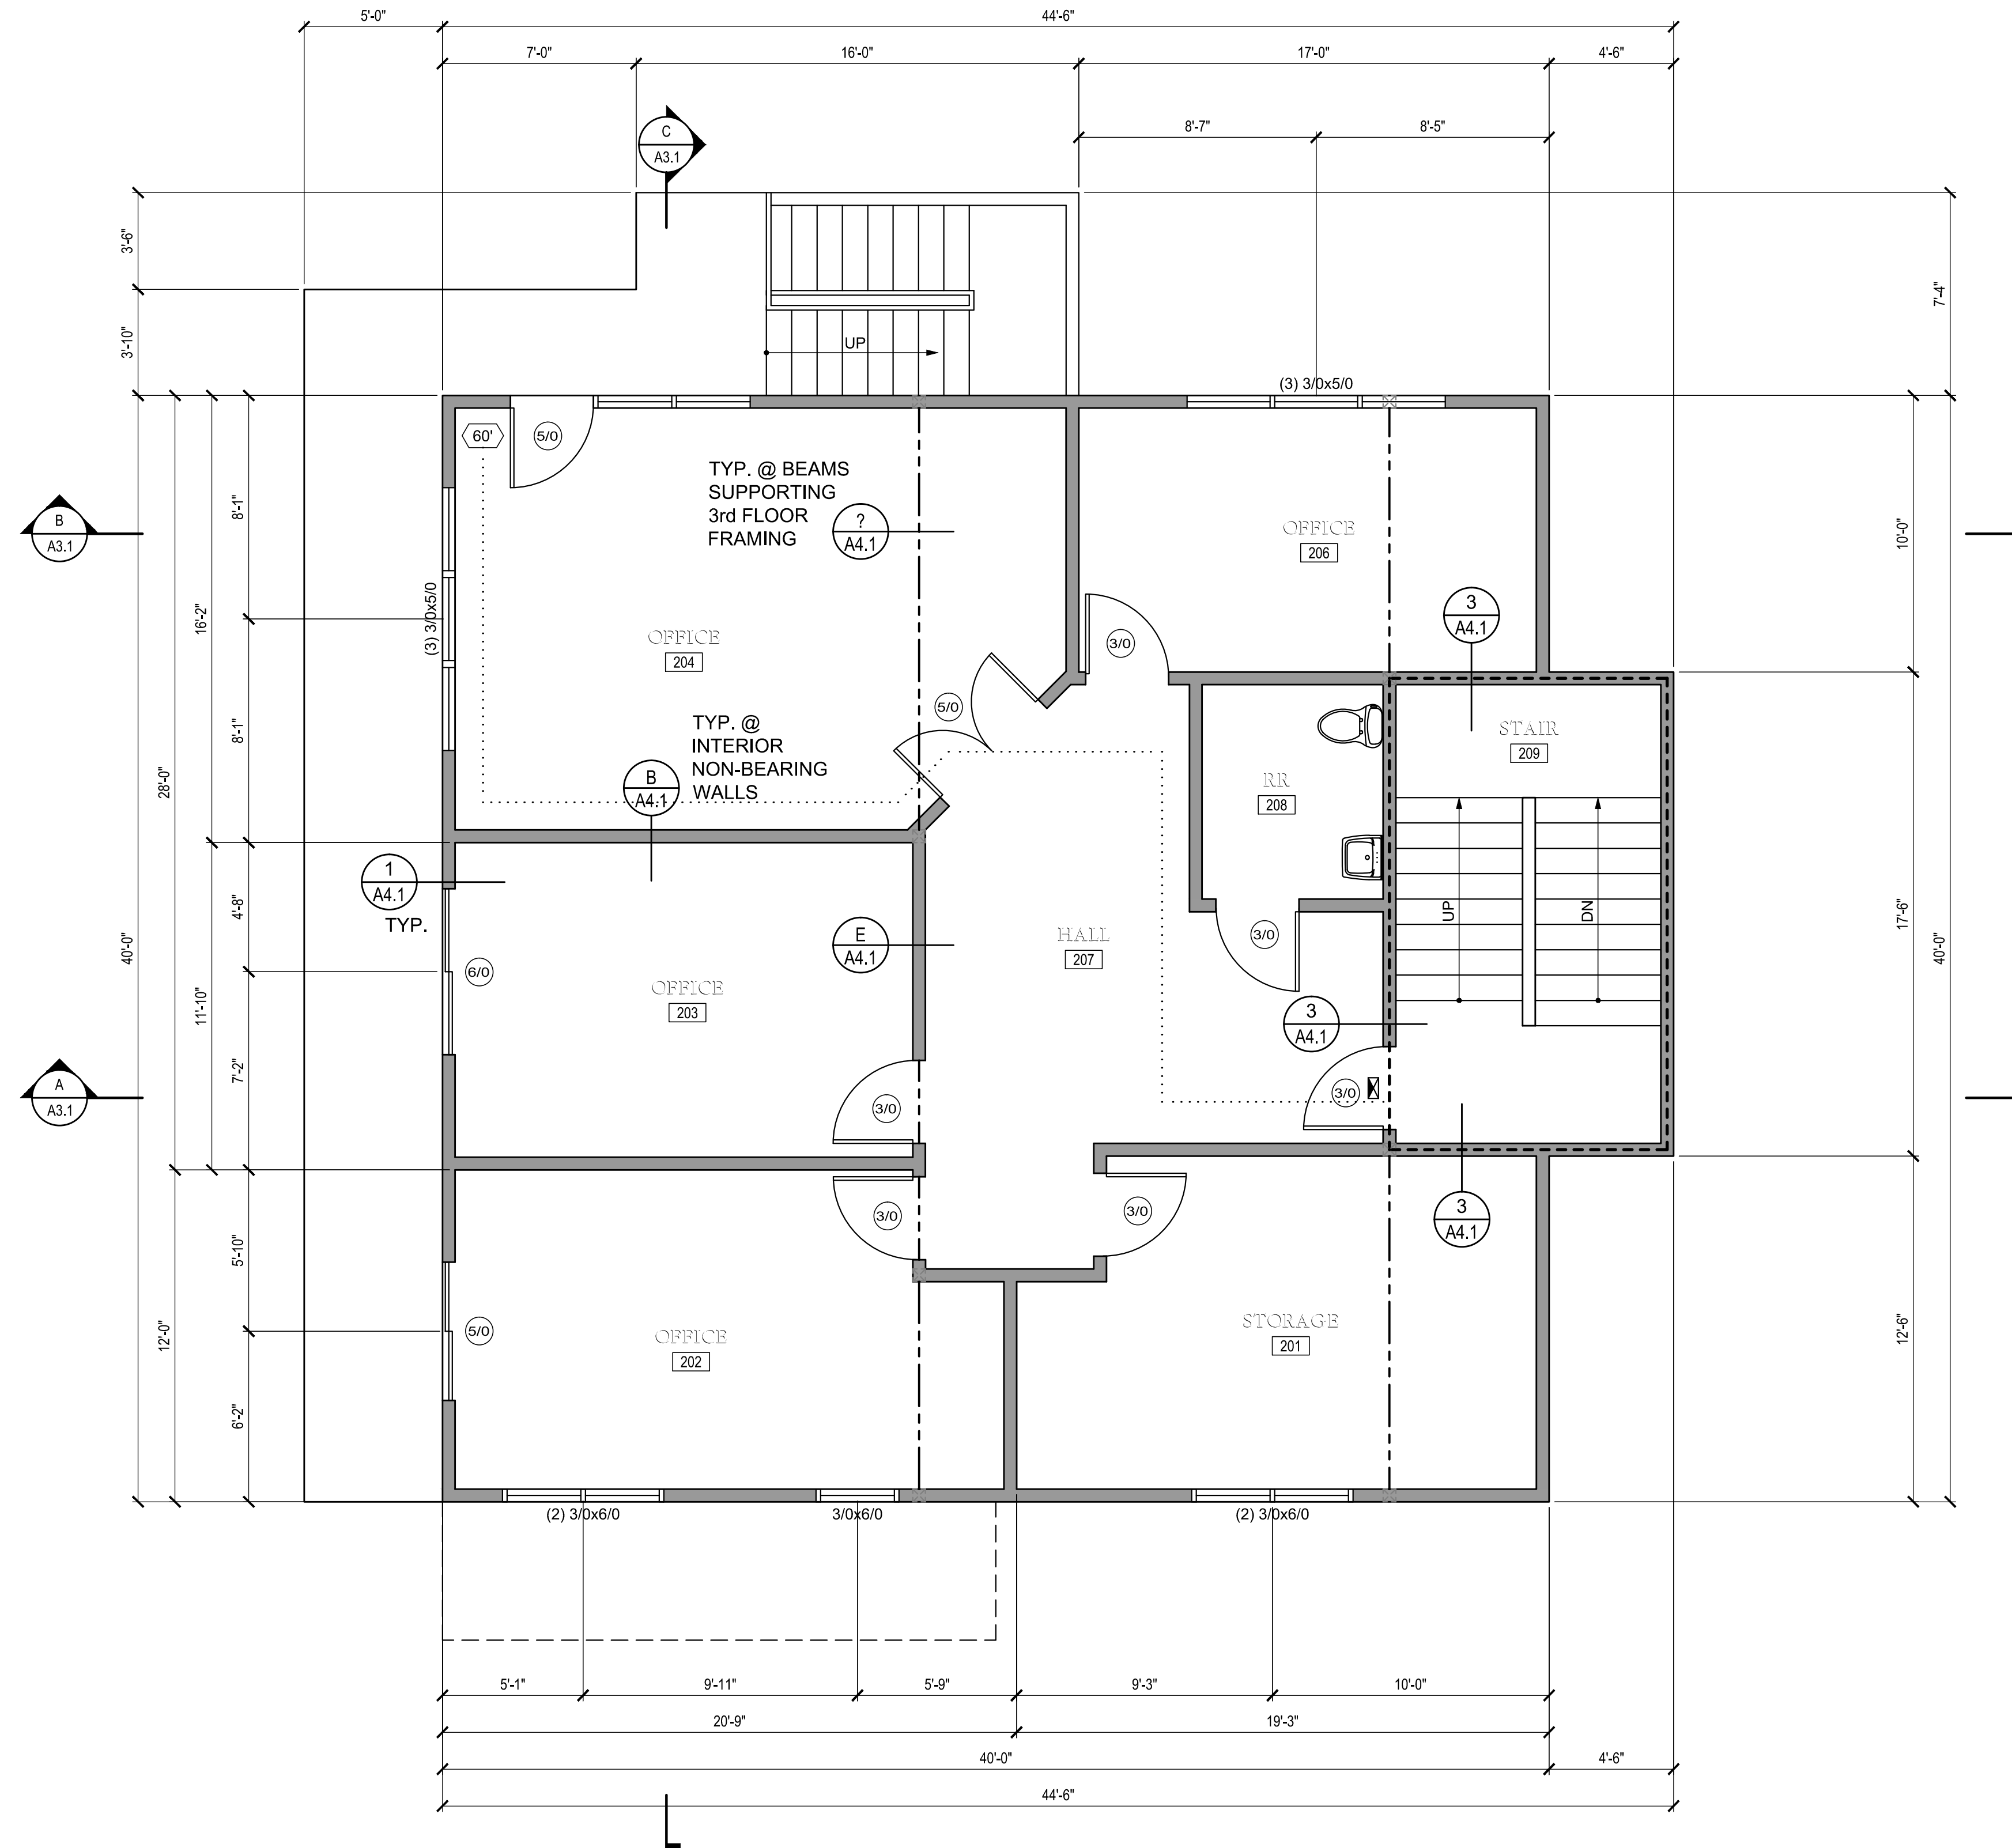 5'-0"
44'-6"
7'-0"
16'-0"
17'-0"
4'-6"
C
A3.1
8'-7"
8'-5"
3'-6"
3'-10"
7'-4"
UP
(3) 3/0x5/0
60'
5/0
TYP. @ BEAMS
SUPPORTING
3rd FLOOR
FRAMING
?
A4.1
B
A3.1
8'-1"
16'-2"
(3) 3/0x5/0
OFFICE
206
10'-0"
3
A4.1
OFFICE
204
3/0
5/0
TYP. @
INTERIOR
NON-BEARING
WALLS
B
A4.1
8'-1"
28'-0"
STAIR
209
RR
208
1
A4.1
TYP.
4'-8"
40'-0"
11'-10"
E
A4.1
HALL
207
3/0
UP
DN
17'-6"
40'-0"
6/0
OFFICE
203
3
A4.1
7'-2"
A
A3.1
3/0
3/0
3/0
3/0
3
A4.1
5'-10"
12'-0"
6'-2"
5/0
OFFICE
202
STORAGE
201
12'-6"
(2) 3/0x6/0
3/0x6/0
(2) 3/0x6/0
5'-1"
9'-11"
5'-9"
9'-3"
10'-0"
20'-9"
19'-3"
40'-0"
4'-6"
44'-6"